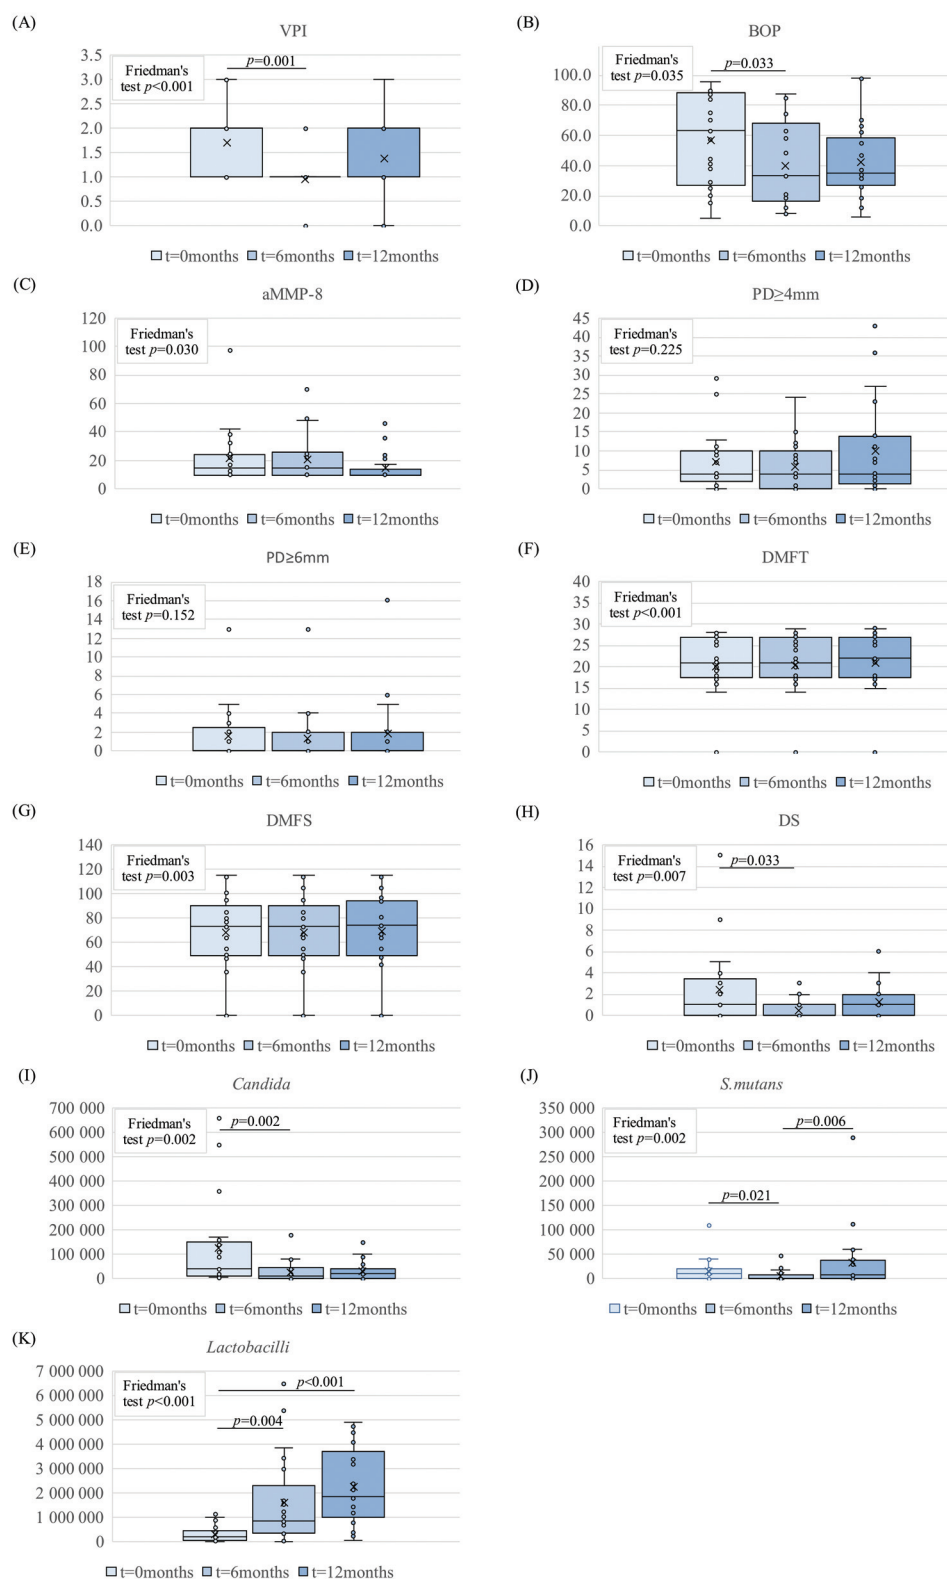 (A)
VPI
Friedman's
test p<0.001
p=0.001
3.5
3.0
2.5
2.0
1.5
1.0
0.5
0.0
t=0months t=6months t=12months
(B)
BOP
Friedman's
test p=0.035
p=0.033
100.0
80.0
60.0
40.0
20.0
0.0
t=0months t=6months t=12months
(C)
aMMP-8
Friedman's
test p=0.030
120
100
80
60
40
20
0
t=0months t=6months t=12months
(D)
PD≥4mm
Friedman's
test p=0.225
45
40
35
30
25
20
15
10
5
0
t=0months t=6months t=12months
(E)
PD≥6mm
Friedman's
test p=0.152
18
16
14
12
10
8
6
4
2
0
t=0months t=6months t=12months
(F)
DMFT
Friedman's
test p<0.001
40
35
30
25
20
15
10
5
0
t=0months t=6months t=12months
(G)
DMFS
Friedman's
test p=0.003
140
120
100
80
60
40
20
0
t=0months t=6months t=12months
(H)
DS
Friedman's
test p=0.007
p=0.033
16
14
12
10
8
6
4
2
0
t=0months t=6months t=12months
(I)
Candida
Friedman's
test p=0.002
p=0.002
700 000
600 000
500 000
400 000
300 000
200 000
100 000
0
t=0months t=6months t=12months
(J)
S.mutans
Friedman's
test p=0.002
p=0.006
p=0.021
350 000
300 000
250 000
200 000
150 000
100 000
50 000
0
t=0months t=6months t=12months
(K)
Lactobacilli
Friedman's
test p<0.001
p<0.001
p=0.004
7 000 000
6 000 000
5 000 000
4 000 000
3 000 000
2 000 000
1 000 000
0
t=0months t=6months t=12months